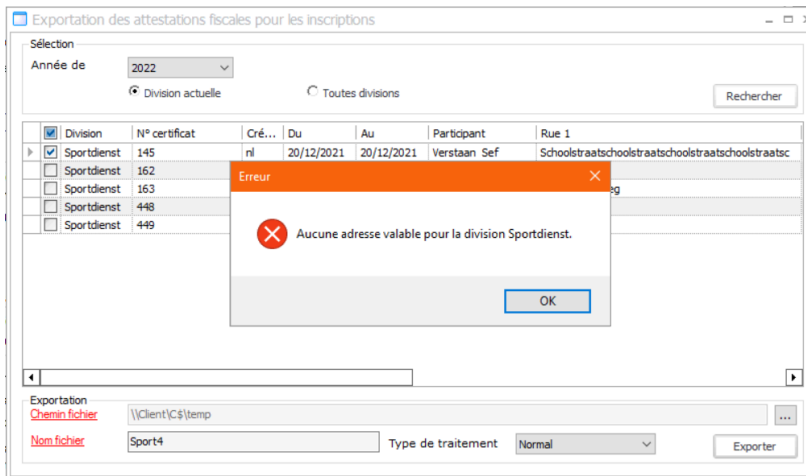 Exportation des attestations fiscales pour les inscriptions
Sélection
Année de 2022
Division actuelle Toutes divisions
Rechercher
Division N° certificat Cré... Du Au Participant Rue 1
Sportdienst 145 nl 20/12/2021 20/12/2021 Verstaan Sef Schoolstraatschoolstraatschoolstraatschoolstraatsc
Sportdienst 162
Sportdienst 163
Sportdienst 448
Sportdienst 449
Erreur
Aucune adresse valable pour la division Sportdienst.
OK
Exportation
Chemin fichier \\Client\C$\temp ...
Nom fichier Sport4 Type de traitement Normal Exporter